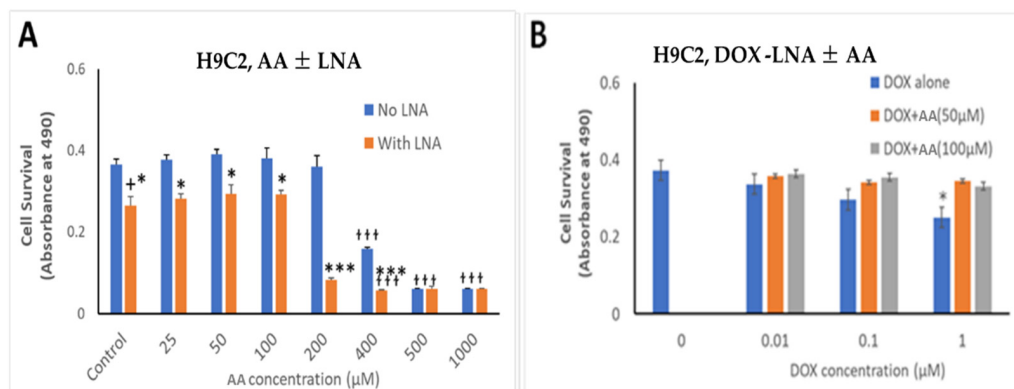 A
H9C2, AA ± LNA
Cell Survival
(Absorbance at 490)
0.6
0.4
0.2
0
No LNA
With LNA
+*
*
*
*
***
†††
***
†††
†††
†††
Control
25
50
100
200
400
500
1000
AA concentration (µM)
B
H9C2, DOX-LNA ± AA
Cell Survival
(Absorbance at 490)
0.6
0.4
0.2
0
DOX alone
DOX+AA(50µM)
DOX+AA(100µM)
*
0
0.01
0.1
1
DOX concentration (µM)